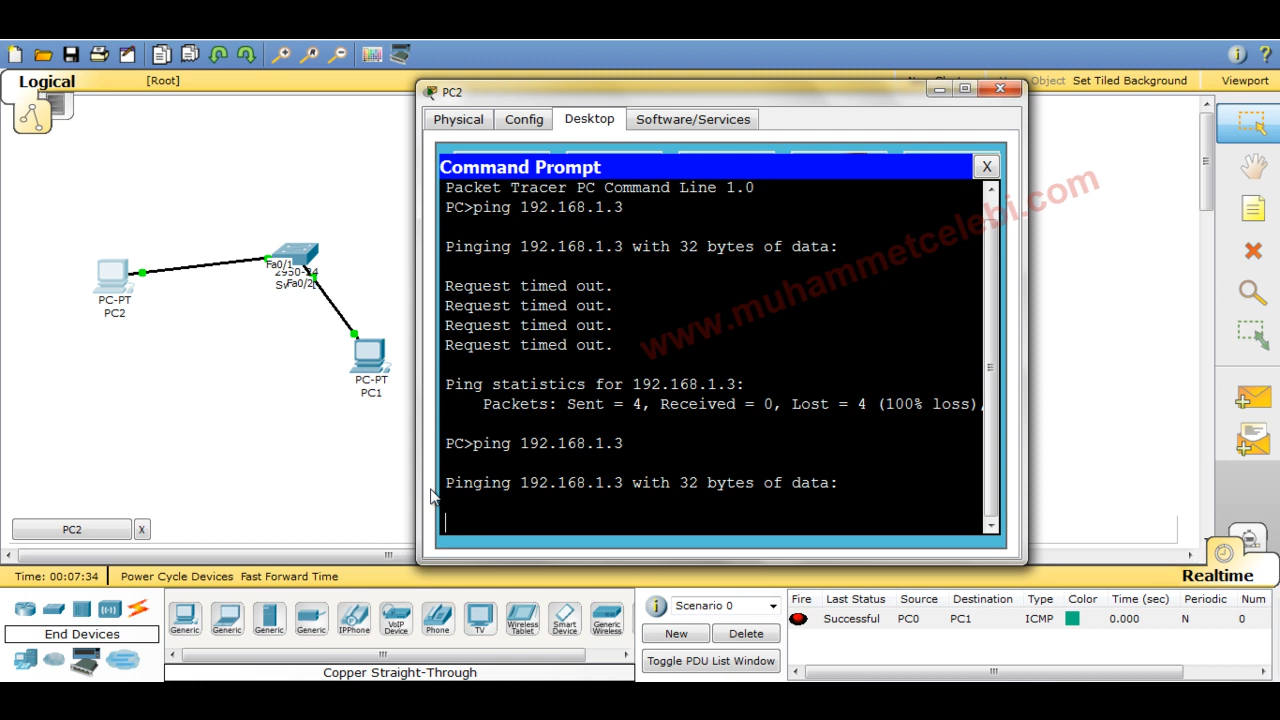 Logical
[Root]
Object
Set Tiled Background
Viewport
PC2
Physical
Config
Desktop
Software/Services
Command Prompt
X
Packet Tracer PC Command Line 1.0
PC>ping 192.168.1.3
Pinging 192.168.1.3 with 32 bytes of data:
Request timed out.
Request timed out.
Request timed out.
Request timed out.
Ping statistics for 192.168.1.3:
Packets: Sent = 4, Received = 0, Lost = 4 (100% loss),
PC>ping 192.168.1.3
Pinging 192.168.1.3 with 32 bytes of data:
www.muhammetcelebi.com
Fa0/1
2950-24
Fa0/2
PC-PT
PC2
PC-PT
PC1
PC2
X
Time: 00:07:34
Power Cycle Devices Fast Forward Time
Realtime
End Devices
Generic
Generic
Generic
Generic
IPPhone
VoIP
Device
Phone
TV
Wireless
Tablet
Smart
Device
Generic
Wireless
Copper Straight-Through
Scenario 0
New
Delete
Toggle PDU List Window
Fire Last Status Source Destination Type Color Time (sec) Periodic Num
Successful PC0 PC1 ICMP 0.000 N 0